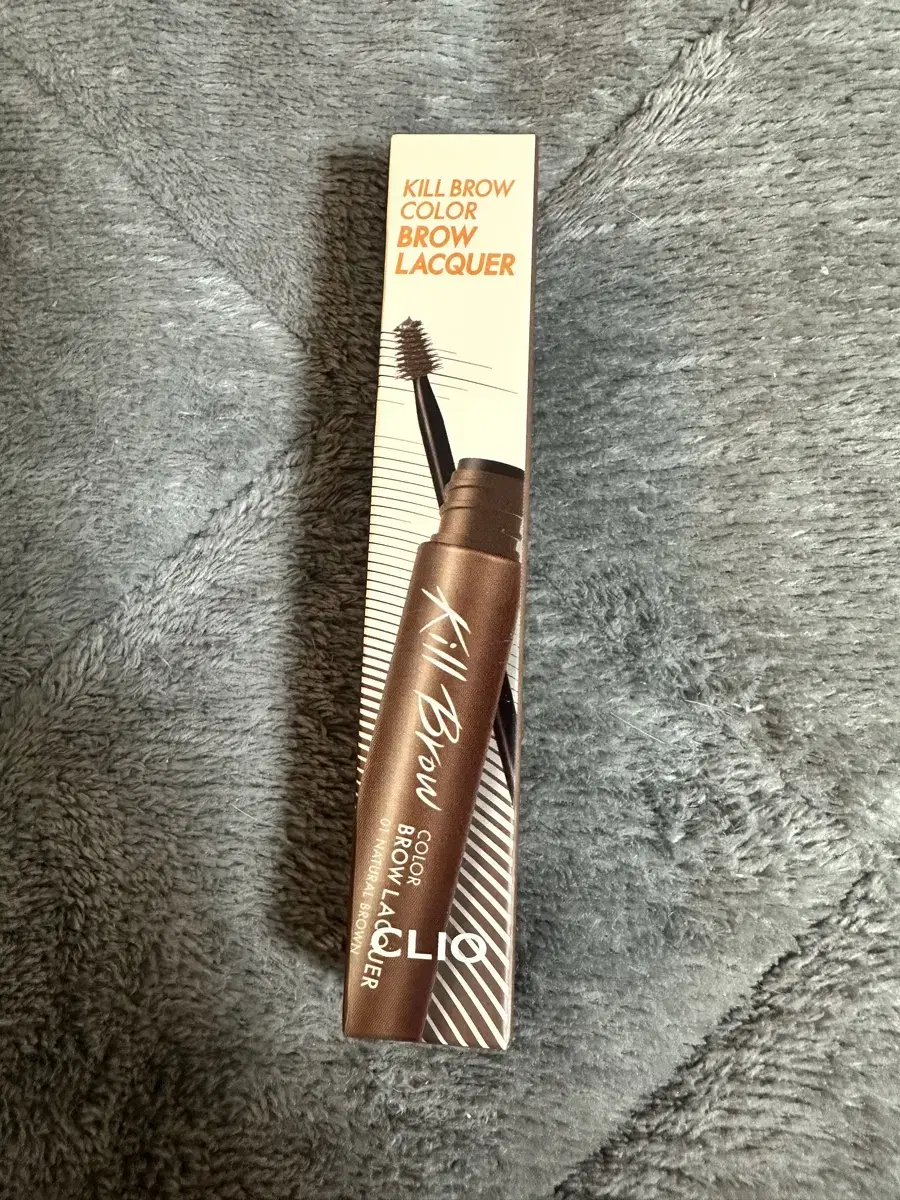 KILL BROW
COLOR
BROW
LACQUER
Kill Brow
COLOR
BROW LACQUER
01 NATURAL BROWN
CLIO